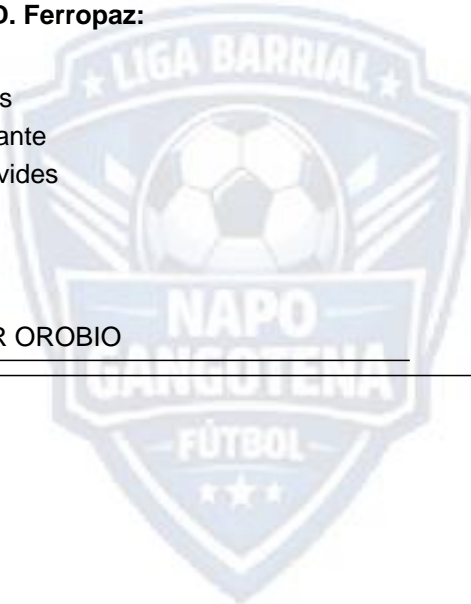 D. Ferropaz:
LIGA BARRIAL
s
ante
vides
R OROBIO
NAPO
GANGOTENA
FÚTBOL